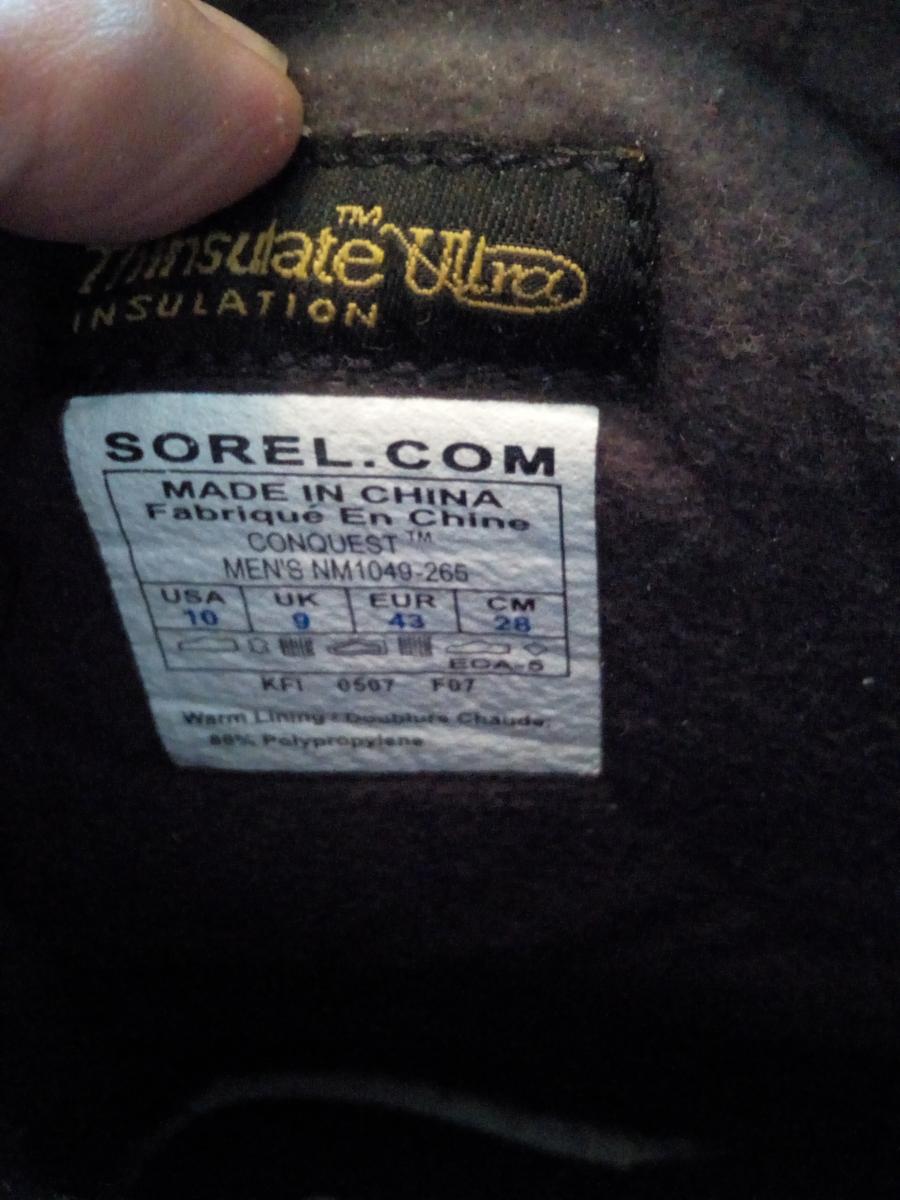 Thinsulate™ Ultra
INSULATION
SOREL.COM
MADE IN CHINA
Fabriqué En Chine
CONQUEST™
MEN'S NM1049-265
USA UK EUR CM
10 9 43 28
EDA-5
KFI 0507 F07
Warm Lining / Doublure Chaude:
Polypropylene